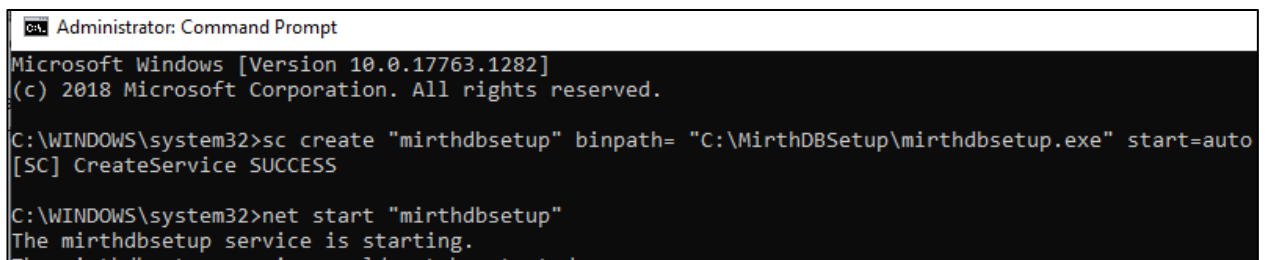 Administrator: Command Prompt
Microsoft Windows [Version 10.0.17763.1282]
(c) 2018 Microsoft Corporation. All rights reserved.
C:\WINDOWS\system32>sc create "mirthdbsetup" binpath= "C:\MirthDBSetup\mirthdbsetup.exe" start=auto
[SC] CreateService SUCCESS
C:\WINDOWS\system32>net start "mirthdbsetup"
The mirthdbsetup service is starting.